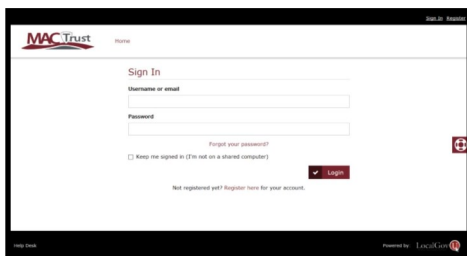 Sign In Register
MAC Trust
Home
Sign In
Username or email
Password
Forgot your password?
Keep me signed in (I'm not on a shared computer)
Login
Not registered yet? Register here for your account.
Help Desk
Powered by: LocalGovU